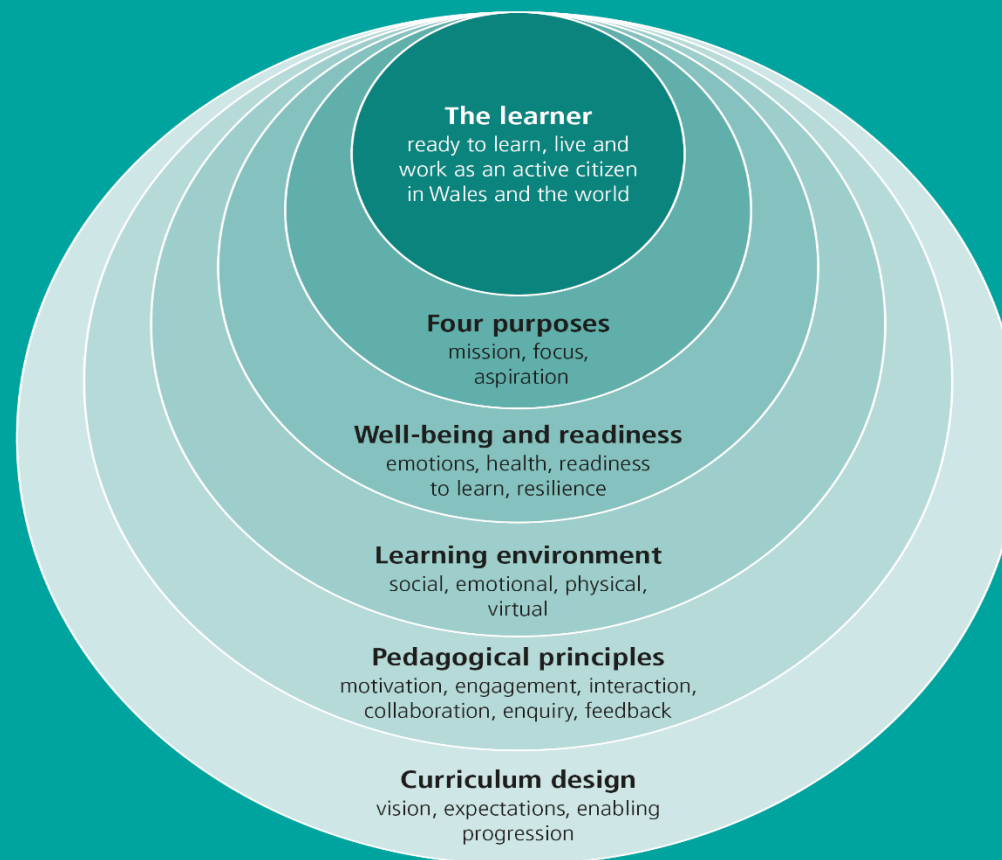 The learner
ready to learn, live and
work as an active citizen
in Wales and the world
Four purposes
mission, focus,
aspiration
Well-being and readiness
emotions, health, readiness
to learn, resilience
Learning environment
social, emotional, physical,
virtual
Pedagogical principles
motivation, engagement, interaction,
collaboration, enquiry, feedback
Curriculum design
vision, expectations, enabling
progression